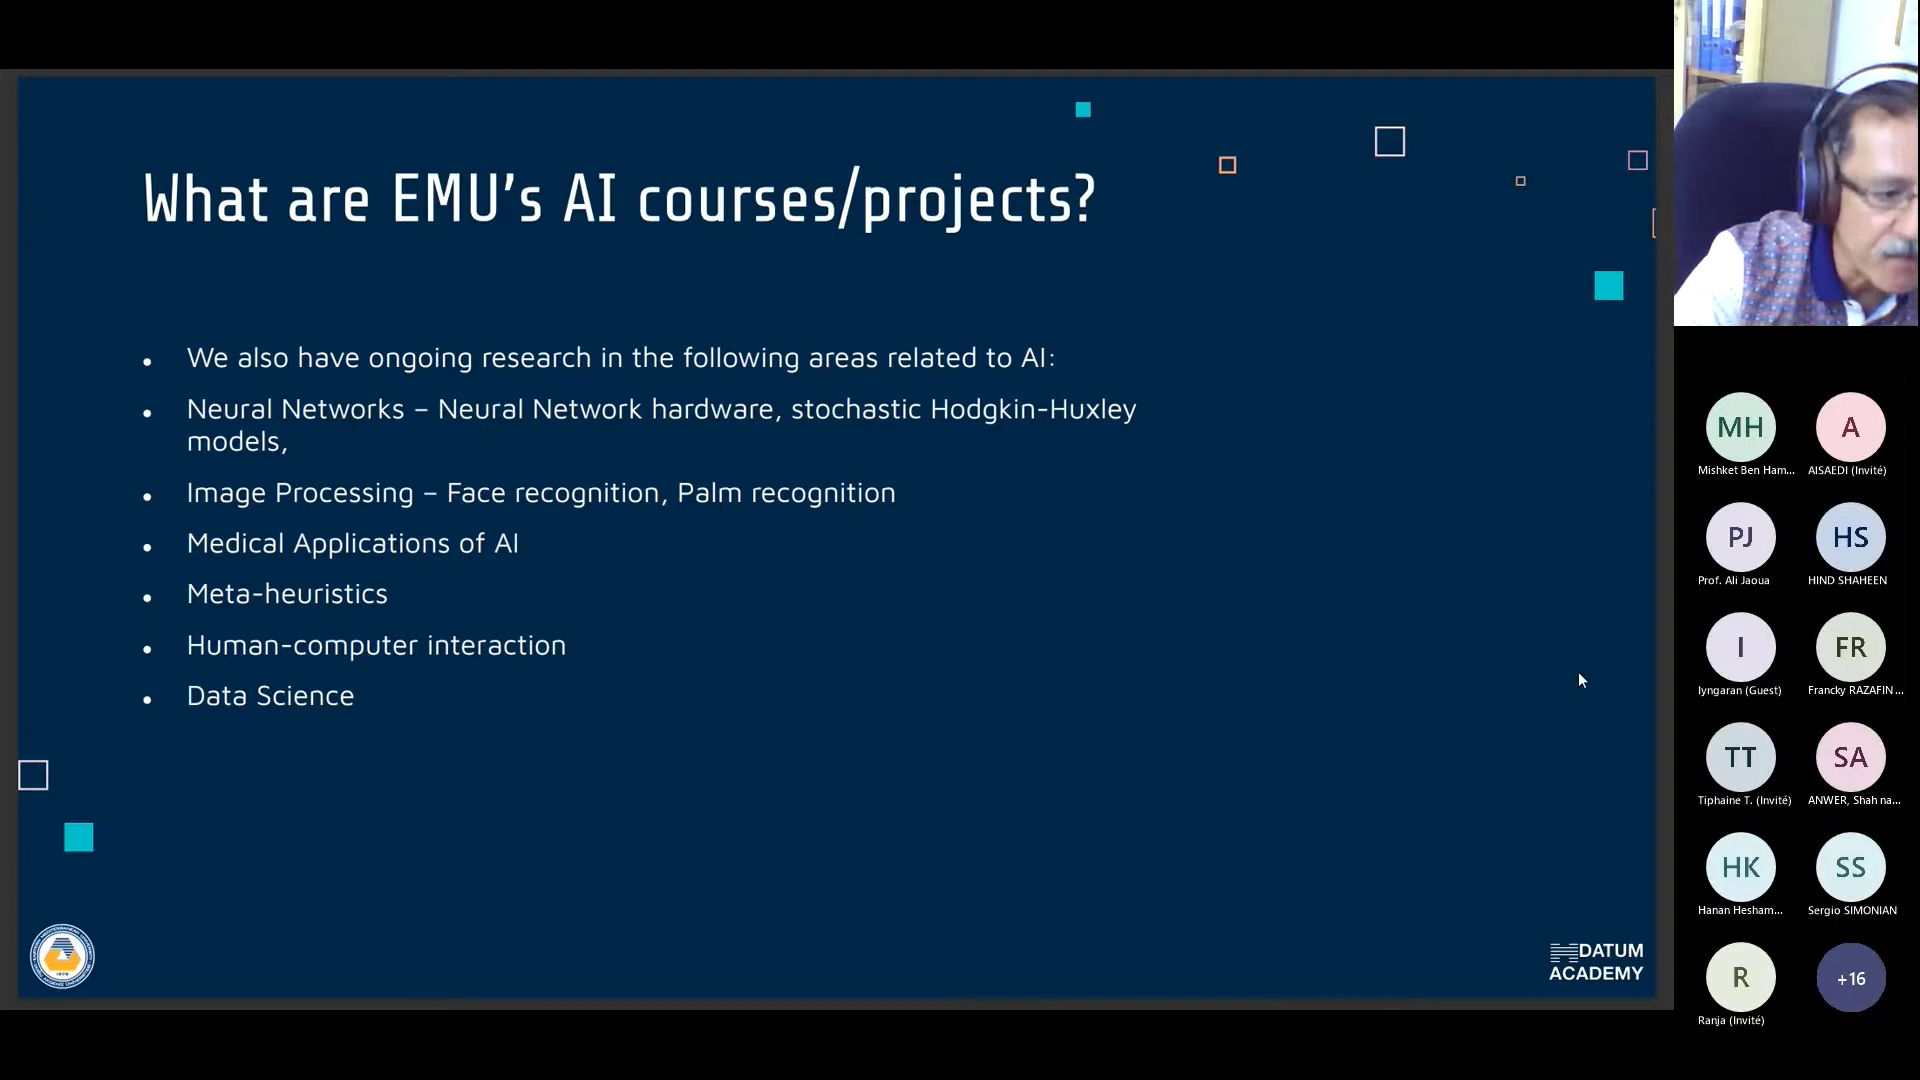 What are EMU's AI courses/projects?
We also have ongoing research in the following areas related to AI:
Neural Networks – Neural Network hardware, stochastic Hodgkin-Huxley
models,
Image Processing – Face recognition, Palm recognition
Medical Applications of AI
Meta-heuristics
Human-computer interaction
Data Science
DATUM
ACADEMY
MH
A
Mishket Ben Ham...
AISAEDI (Invité)
PJ
HS
Prof. Ali Jaoua
HIND SHAHEEN
I
FR
Iyngaran (Guest)
Francky RAZAFIN...
TT
SA
Tiphaine T. (Invité)
ANWER, Shah na...
HK
SS
Hanan Hesham...
Sergio SIMONIAN
R
+16
Ranja (Invité)